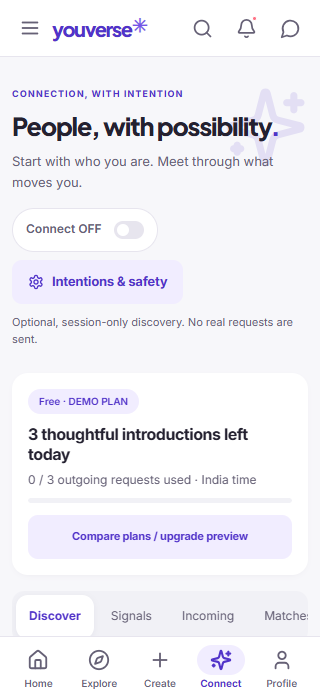 youverse
CONNECTION, WITH INTENTION
People, with possibility.
Start with who you are. Meet through what
moves you.
Connect OFF
Intentions & safety
Optional, session-only discovery. No real requests are
sent.
Free · DEMO PLAN
3 thoughtful introductions left
today
0 / 3 outgoing requests used · India time
Compare plans / upgrade preview
Discover Signals Incoming Matche
Home Explore Create Connect Profile